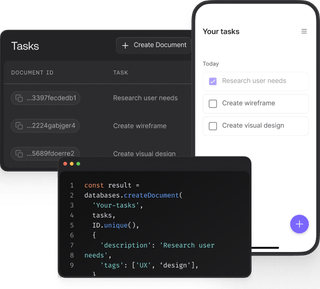 Tasks
+ Create Document
DOCUMENT ID TASK
...3397fecdedb1 Research user needs
...2224gabjger4 Create wireframe
...5689fdoerre2 Create visual design
Your tasks
Today
Research user needs
Create wireframe
Create visual design
+
1 const result =
2 databases.createDocument(
3 'Your-tasks',
4 tasks,
5 ID.unique(),
6 {
7 'description': 'Research user
8 needs',
9 'tags': ['UX', 'design'],
}